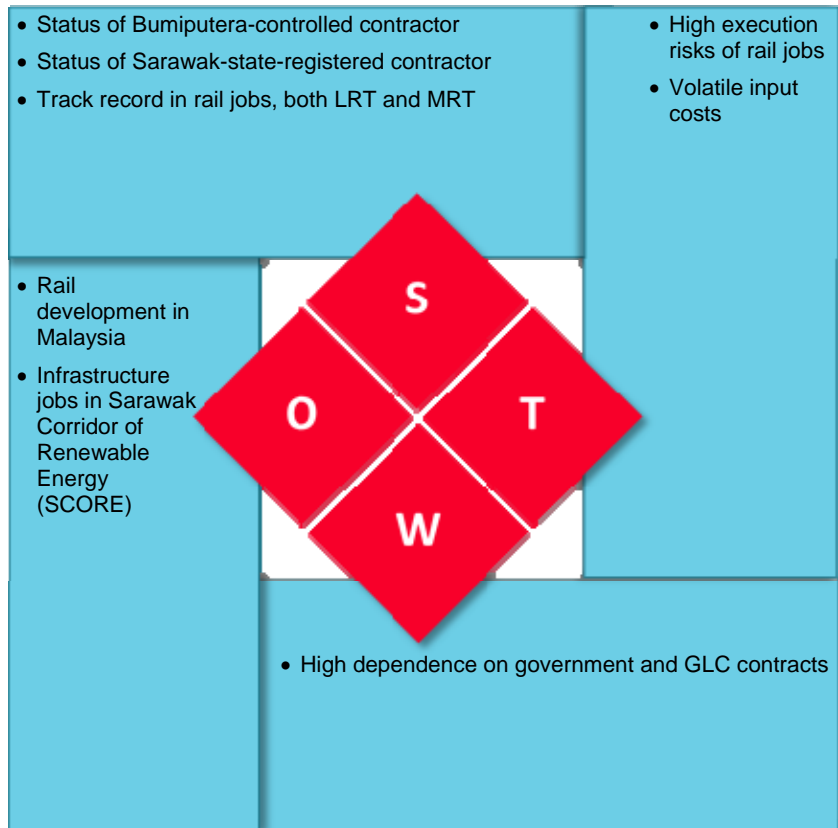 • Status of Bumiputera-controlled contractor
• Status of Sarawak-state-registered contractor
• Track record in rail jobs, both LRT and MRT
• High execution
risks of rail jobs
• Volatile input
costs
• Rail
development in
Malaysia
• Infrastructure
jobs in Sarawak
Corridor of
Renewable
Energy
(SCORE)
S
O
T
W
• High dependence on government and GLC contracts